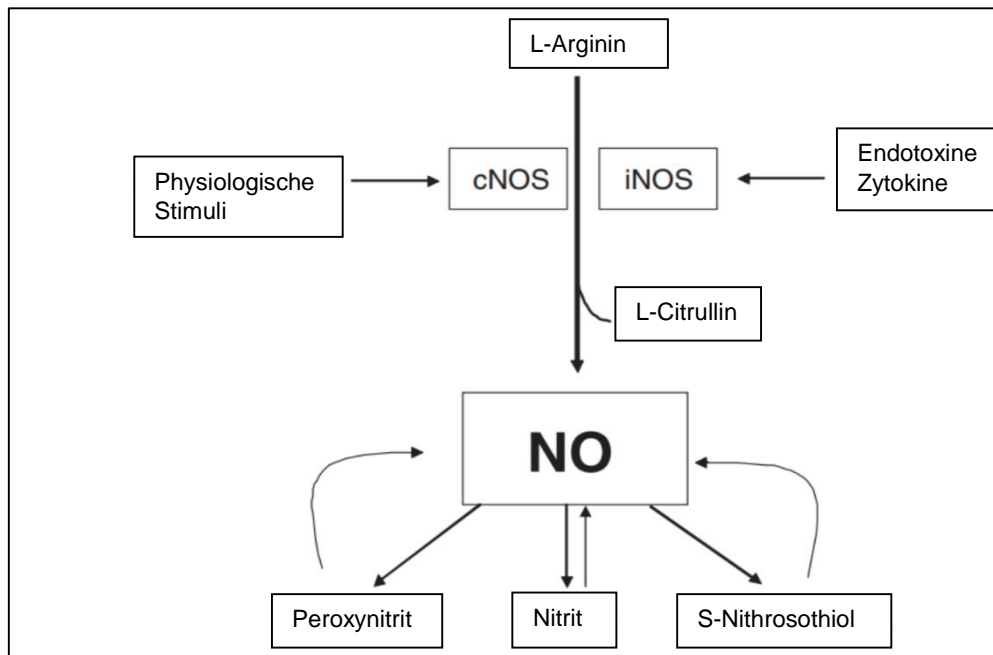 L-Arginin
Physiologische
Stimuli
cNOS
iNOS
Endotoxine
Zytokine
L-Citrullin
NO
Peroxynitrit
Nitrit
S-Nithrosothiol